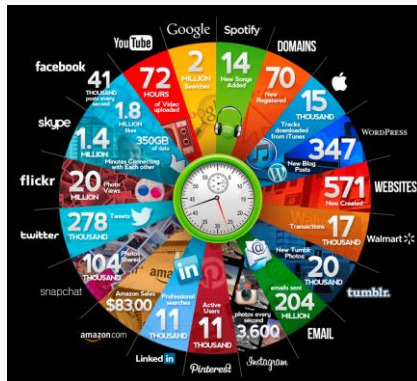 Google
2
MILLION
Searches
Spotify
14
New Songs
Added
DOMAINS
70
New
Registered
15
THOUSAND
Tracks
downloaded
from iTunes
WORDPRESS
347
New Blog
Posts
WEBSITES
571
New Created
Walmart
17
THOUSAND
Transactions
tumblr.
20
THOUSAND
New Tumblr
Photos
EMAIL
204
MILLION
emails sent
Instagram
3,600
photos every
second
Pinterest
11
THOUSAND
Active
Users
Linked in
11
THOUSAND
Professional
searches
in
amazon.com
$83,000
Amazon Sales
amazon
snapchat
104
THOUSAND
Photos
shared
twitter
278
THOUSAND
Tweets
flickr
20
MILLION
Photo
Views
skype
1.4
MILLION
Minutes Connecting
with Each other
facebook
41
THOUSAND
posts every second
1.8
MILLION
likes
350GB
of data
YouTube
72
HOURS
of Video
uploaded